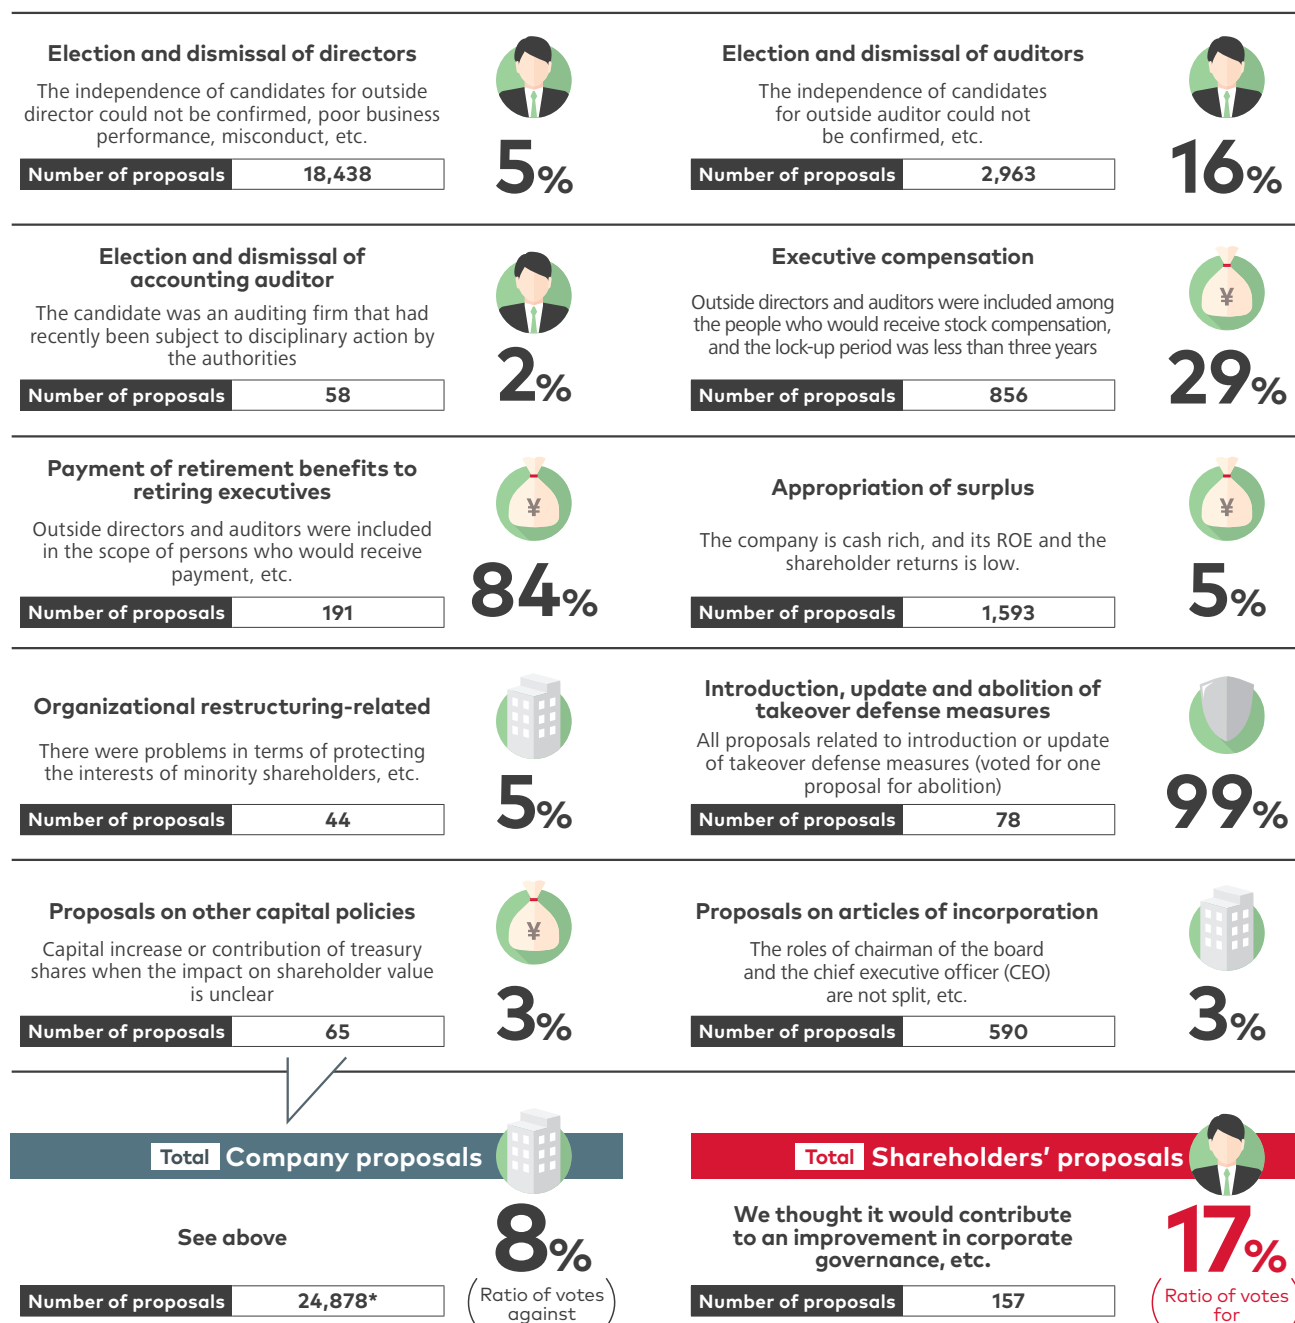 Election and dismissal of directors
The independence of candidates for outside
director could not be confirmed, poor business
performance, misconduct, etc.
Number of proposals 18,438
5%
Election and dismissal of auditors
The independence of candidates
for outside auditor could not
be confirmed, etc.
Number of proposals 2,963
16%
Election and dismissal of
accounting auditor
The candidate was an auditing firm that had
recently been subject to disciplinary action by
the authorities
Number of proposals 58
2%
Executive compensation
Outside directors and auditors were included among
the people who would receive stock compensation,
and the lock-up period was less than three years
Number of proposals 856
¥
29%
Payment of retirement benefits to
retiring executives
Outside directors and auditors were included
in the scope of persons who would receive
payment, etc.
Number of proposals 191
¥
84%
Appropriation of surplus
The company is cash rich, and its ROE and the
shareholder returns is low.
Number of proposals 1,593
¥
5%
Organizational restructuring-related
There were problems in terms of protecting
the interests of minority shareholders, etc.
Number of proposals 44
5%
Introduction, update and abolition of
takeover defense measures
All proposals related to introduction or update
of takeover defense measures (voted for one
proposal for abolition)
Number of proposals 78
99%
Proposals on other capital policies
Capital increase or contribution of treasury
shares when the impact on shareholder value
is unclear
Number of proposals 65
¥
3%
Proposals on articles of incorporation
The roles of chairman of the board
and the chief executive officer (CEO)
are not split, etc.
Number of proposals 590
3%
Total Company proposals
See above
Number of proposals 24,878*
8%
Ratio of votes
against
Total Shareholders' proposals
We thought it would contribute
to an improvement in corporate
governance, etc.
Number of proposals 157
17%
Ratio of votes
for